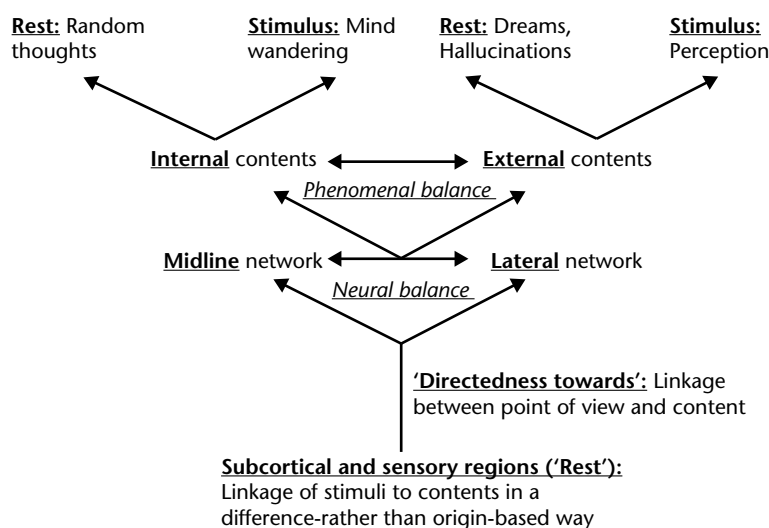 Rest: Random
thoughts
Stimulus: Mind
wandering
Rest: Dreams,
Hallucinations
Stimulus:
Perception
Internal contents
External contents
Phenomenal balance
Midline network
Lateral network
Neural balance
‘Directedness towards’: Linkage
between point of view and content
Subcortical and sensory regions (‘Rest’):
Linkage of stimuli to contents in a
difference-rather than origin-based way